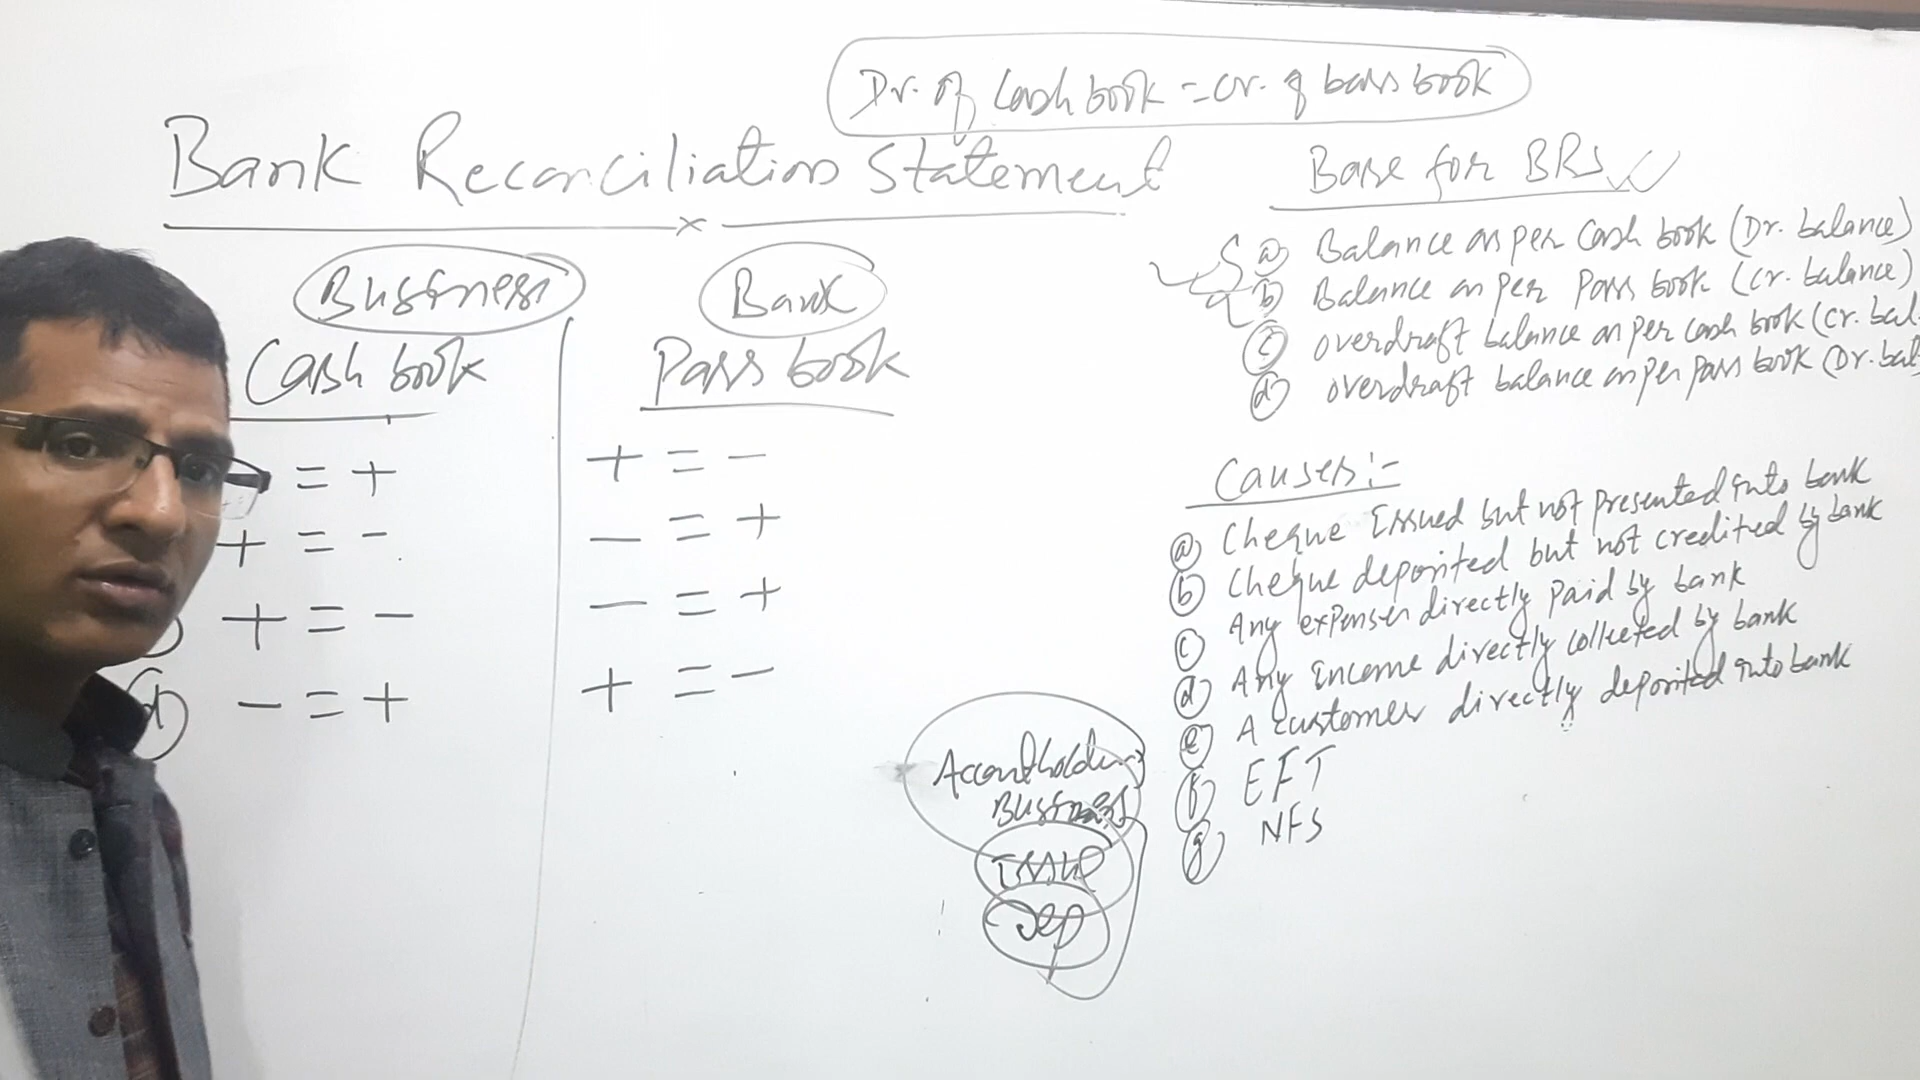 Dr. of Cash book = cr. of pass book
Bank Reconciliation Statement
Business
Bank
Cash book
Pass book
= +
+ = -
+ = -
- = +
+ = -
- = +
- = +
+ = -
Base for BRS
a) Balance as per Cash book (Dr. balance)
b) Balance as per Pass book (cr. balance)
c) overdraft balance as per cash book (cr. bal.
d) overdraft balance as per pass book (Dr. bal
Causes:-
a) Cheque Issued but not presented into bank
b) Cheque deposited but not credited by bank
c) Any expenses directly paid by bank
d) Any Income directly collected by bank
e) A customer directly deposited into bank
f) EFT
g) NFS
Business
Issue
Dep